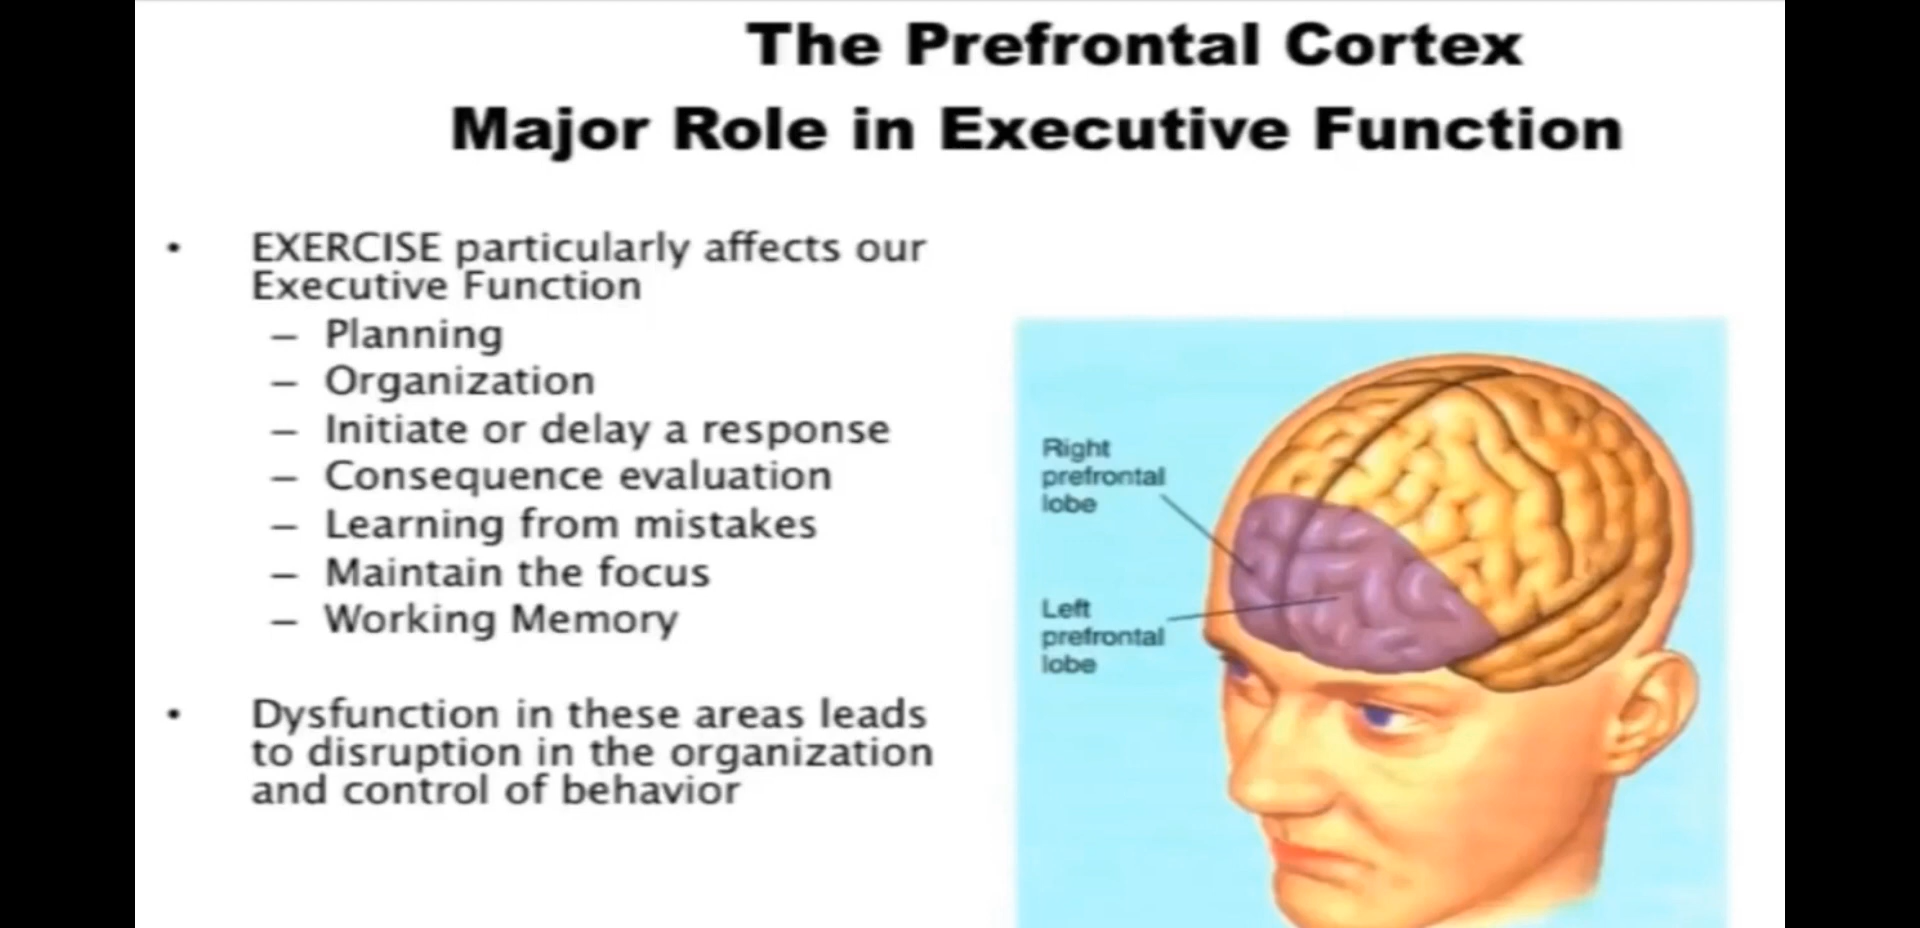 The Prefrontal Cortex
Major Role in Executive Function
• EXERCISE particularly affects our
Executive Function
– Planning
– Organization
– Initiate or delay a response
– Consequence evaluation
– Learning from mistakes
– Maintain the focus
– Working Memory
• Dysfunction in these areas leads
to disruption in the organization
and control of behavior
Right
prefrontal
lobe
Left
prefrontal
lobe